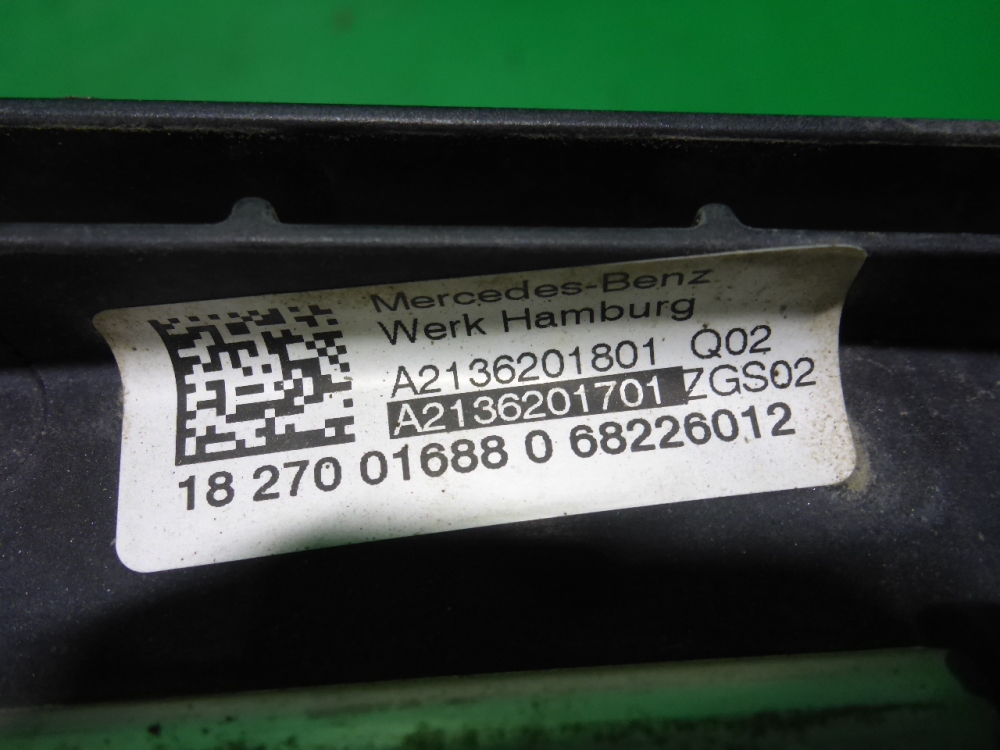 Mercedes-Benz
Werk Hamburg
A2136201801 Q02
A2136201701 ZGS02
18 270 01688 0 68226012